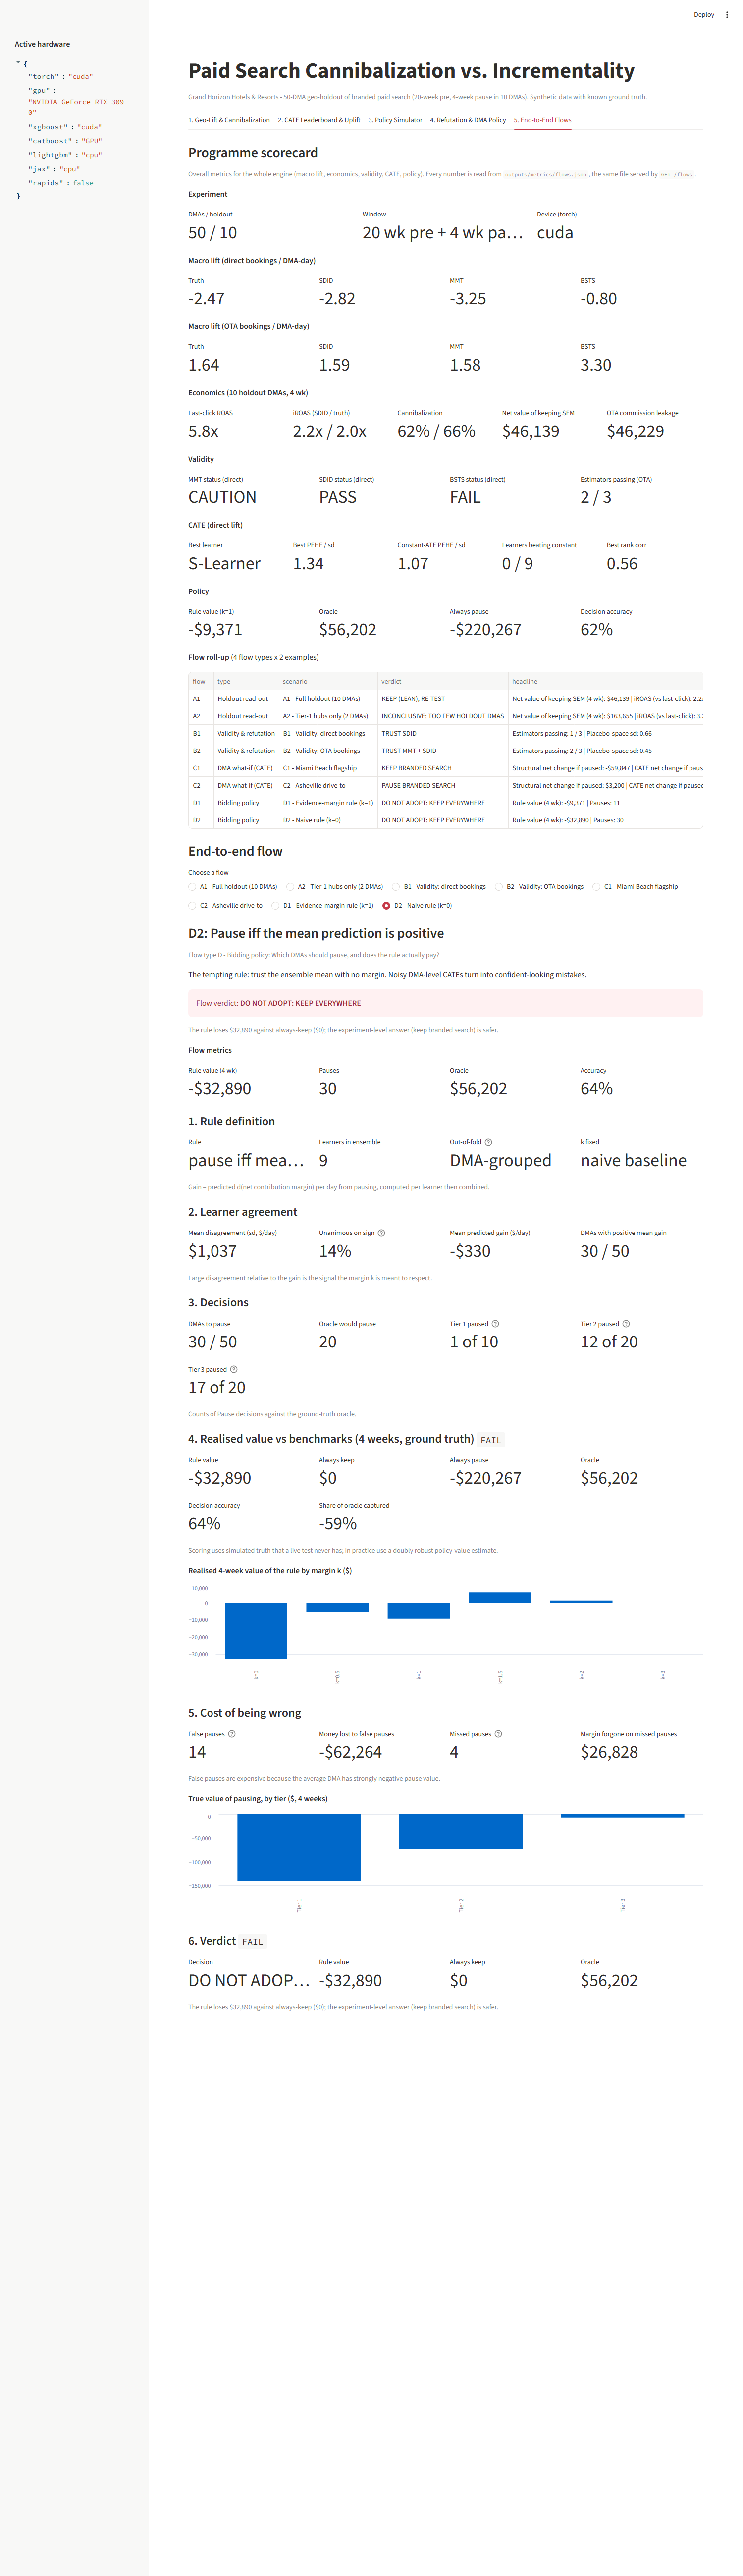 Deploy
Active hardware
{
"torch" : "cuda"
"gpu" :
"NVIDIA GeForce RTX 309
0"
"xgboost" : "cuda"
"catboost" : "GPU"
"lightgbm" : "cpu"
"jax" : "cpu"
"rapids" : false
}
Paid Search Cannibalization vs. Incrementality
Grand Horizon Hotels & Resorts - 50-DMA geo-holdout of branded paid search (20-week pre, 4-week pause in 10 DMAs). Synthetic data with known ground truth.
1. Geo-Lift & Cannibalization 2. CATE Leaderboard & Uplift 3. Policy Simulator 4. Refutation & DMA Policy 5. End-to-End Flows
Programme scorecard
Overall metrics for the whole engine (macro lift, economics, validity, CATE, policy). Every number is read from outputs/metrics/flows.json, the same file served by GET /flows.
Experiment
DMAs / holdout Window Device (torch)
50 / 10 20 wk pre + 4 wk pa... cuda
Macro lift (direct bookings / DMA-day)
Truth SDID MMT BSTS
-2.47 -2.82 -3.25 -0.80
Macro lift (OTA bookings / DMA-day)
Truth SDID MMT BSTS
1.64 1.59 1.58 3.30
Economics (10 holdout DMAs, 4 wk)
Last-click ROAS iROAS (SDID / truth) Cannibalization Net value of keeping SEM OTA commission leakage
5.8x 2.2x / 2.0x 62% / 66% $46,139 $46,229
Validity
MMT status (direct) SDID status (direct) BSTS status (direct) Estimators passing (OTA)
CAUTION PASS FAIL 2 / 3
CATE (direct lift)
Best learner Best PEHE / sd Constant-ATE PEHE / sd Learners beating constant Best rank corr
S-Learner 1.34 1.07 0 / 9 0.56
Policy
Rule value (k=1) Oracle Always pause Decision accuracy
-$9,371 $56,202 -$220,267 62%
Flow roll-up (4 flow types x 2 examples)
flow type scenario verdict headline
A1 Holdout read-out A1 - Full holdout (10 DMAs) KEEP (LEAN), RE-TEST Net value of keeping SEM (4 wk): $46,139 | iROAS (vs last-click): 2.2
A2 Holdout read-out A2 - Tier-1 hubs only (2 DMAs) INCONCLUSIVE: TOO FEW HOLDOUT DMAS Net value of keeping SEM (4 wk): $163,655 | iROAS (vs last-click): 3.
B1 Validity & refutation B1 - Validity: direct bookings TRUST SDID Estimators passing: 1 / 3 | Placebo-space sd: 0.66
B2 Validity & refutation B2 - Validity: OTA bookings TRUST MMT + SDID Estimators passing: 2 / 3 | Placebo-space sd: 0.45
C1 DMA what-if (CATE) C1 - Miami Beach flagship KEEP BRANDED SEARCH Structural net change if paused: -$59,847 | CATE net change if paus
C2 DMA what-if (CATE) C2 - Asheville drive-to PAUSE BRANDED SEARCH Structural net change if paused: $3,200 | CATE net change if paused
D1 Bidding policy D1 - Evidence-margin rule (k=1) DO NOT ADOPT: KEEP EVERYWHERE Rule value (4 wk): -$9,371 | Pauses: 11
D2 Bidding policy D2 - Naive rule (k=0) DO NOT ADOPT: KEEP EVERYWHERE Rule value (4 wk): -$32,890 | Pauses: 30
End-to-end flow
Choose a flow
A1 - Full holdout (10 DMAs) A2 - Tier-1 hubs only (2 DMAs) B1 - Validity: direct bookings B2 - Validity: OTA bookings C1 - Miami Beach flagship
C2 - Asheville drive-to D1 - Evidence-margin rule (k=1) D2 - Naive rule (k=0)
D2: Pause iff the mean prediction is positive
Flow type D - Bidding policy: Which DMAs should pause, and does the rule actually pay?
The tempting rule: trust the ensemble mean with no margin. Noisy DMA-level CATEs turn into confident-looking mistakes.
Flow verdict: DO NOT ADOPT: KEEP EVERYWHERE
The rule loses $32,890 against always-keep ($0); the experiment-level answer (keep branded search) is safer.
Flow metrics
Rule value (4 wk) Pauses Oracle Accuracy
-$32,890 30 $56,202 64%
1. Rule definition
Rule Learners in ensemble Out-of-fold k fixed
pause iff mea... 9 DMA-grouped naive baseline
Gain = predicted d(net contribution margin) per day from pausing, computed per learner then combined.
2. Learner agreement
Mean disagreement (sd, $/day) Unanimous on sign Mean predicted gain ($/day) DMAs with positive mean gain
$1,037 14% -$330 30 / 50
Large disagreement relative to the gain is the signal the margin k is meant to respect.
3. Decisions
DMAs to pause Oracle would pause Tier 1 paused Tier 2 paused
30 / 50 20 1 of 10 12 of 20
Tier 3 paused
17 of 20
Counts of Pause decisions against the ground-truth oracle.
4. Realised value vs benchmarks (4 weeks, ground truth) FAIL
Rule value Always keep Always pause Oracle
-$32,890 $0 -$220,267 $56,202
Decision accuracy Share of oracle captured
64% -59%
Scoring uses simulated truth that a live test never has; in practice use a doubly robust policy-value estimate.
Realised 4-week value of the rule by margin k ($)
10,000
0
−10,000
−20,000
−30,000
k=0 k=0.5 k=1 k=1.5 k=2 k=3
5. Cost of being wrong
False pauses Money lost to false pauses Missed pauses Margin forgone on missed pauses
14 -$62,264 4 $26,828
False pauses are expensive because the average DMA has strongly negative pause value.
True value of pausing, by tier ($, 4 weeks)
0
−50,000
−100,000
−150,000
Tier 1 Tier 2 Tier 3
6. Verdict FAIL
Decision Rule value Always keep Oracle
DO NOT ADOP... -$32,890 $0 $56,202
The rule loses $32,890 against always-keep ($0); the experiment-level answer (keep branded search) is safer.